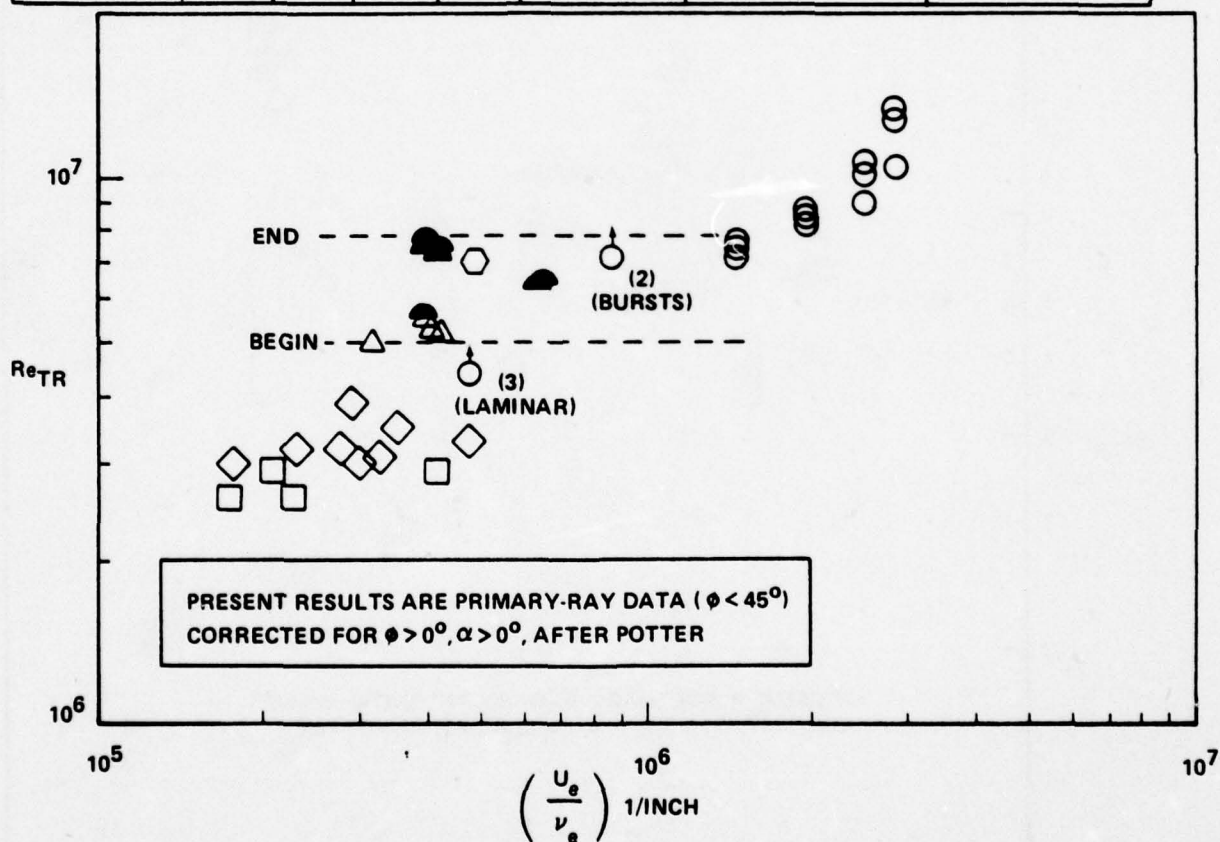 10⁷
END
(2)
(BURSTS)
BEGIN
Re_TR
(3)
(LAMINAR)
PRESENT RESULTS ARE PRIMARY-RAY DATA (φ<45°)
CORRECTED FOR φ>0°, α>0°, AFTER POTTER
10⁶
10⁵
10⁶
10⁷
(U_e/ν_e) 1/INCH